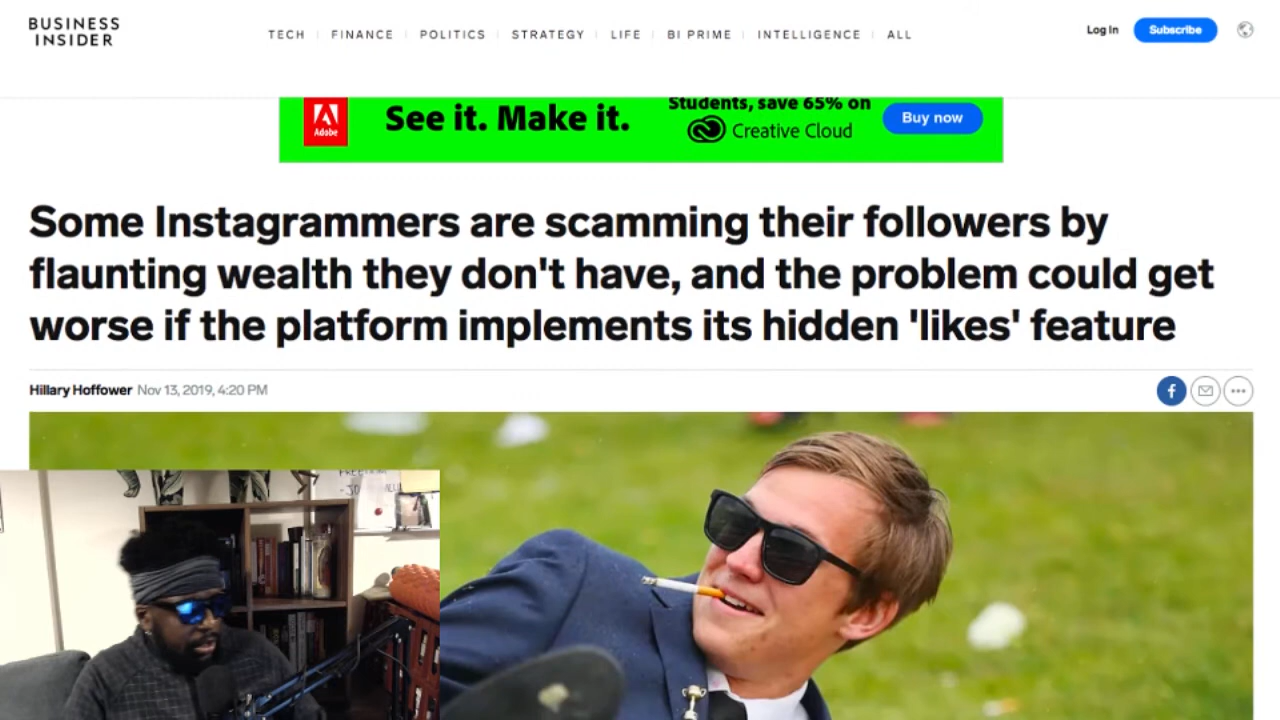 BUSINESS
INSIDER
TECH FINANCE POLITICS STRATEGY LIFE BI PRIME INTELLIGENCE ALL
Log In Subscribe
Adobe
See it. Make it.
Students, save 65% on
Creative Cloud
Buy now
Some Instagrammers are scamming their followers by
flaunting wealth they don't have, and the problem could get
worse if the platform implements its hidden 'likes' feature
Hillary Hoffower Nov 13, 2019, 4:20 PM
f